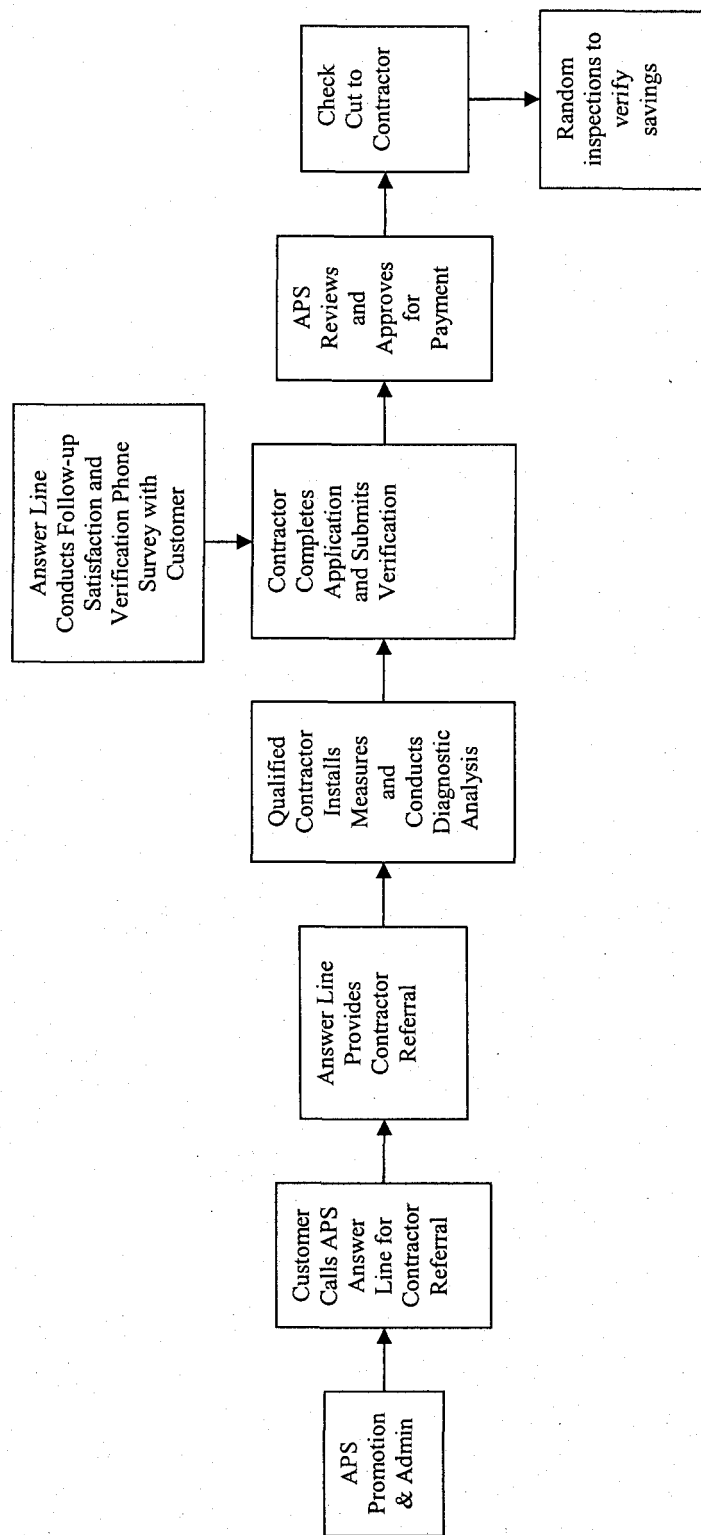 APS
Promotion
& Admin
Customer
Calls APS
Answer
Line for
Contractor
Referral
Answer Line
Provides
Contractor
Referral
Qualified
Contractor
Installs
Measures
and
Conducts
Diagnostic
Analysis
Answer Line
Conducts Follow-up
Satisfaction and
Verification Phone
Survey with
Customer
Contractor
Completes
Application
and Submits
Verification
APS
Reviews
and
Approves
for
Payment
Check
Cut to
Contractor
Random
inspections to
verify
savings